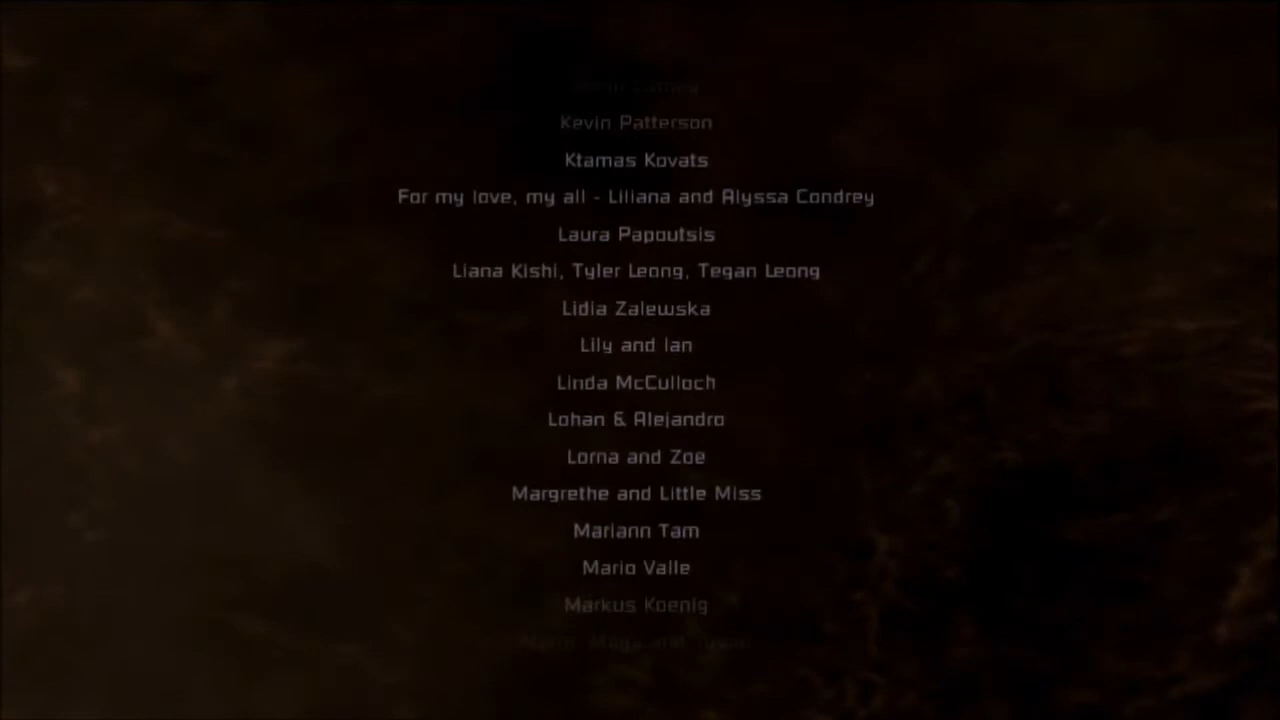 Kevin Patterson
Ktamas Kovats
For my love, my all - Liliana and Alyssa Condrey
Laura Papoutsis
Liana Kishi, Tyler Leong, Tegan Leong
Lidia Zalewska
Lily and Ian
Linda McCulloch
Lohan & Alejandro
Lorna and Zoe
Margrethe and Little Miss
Mariann Tam
Mario Valle
Markus Koenig